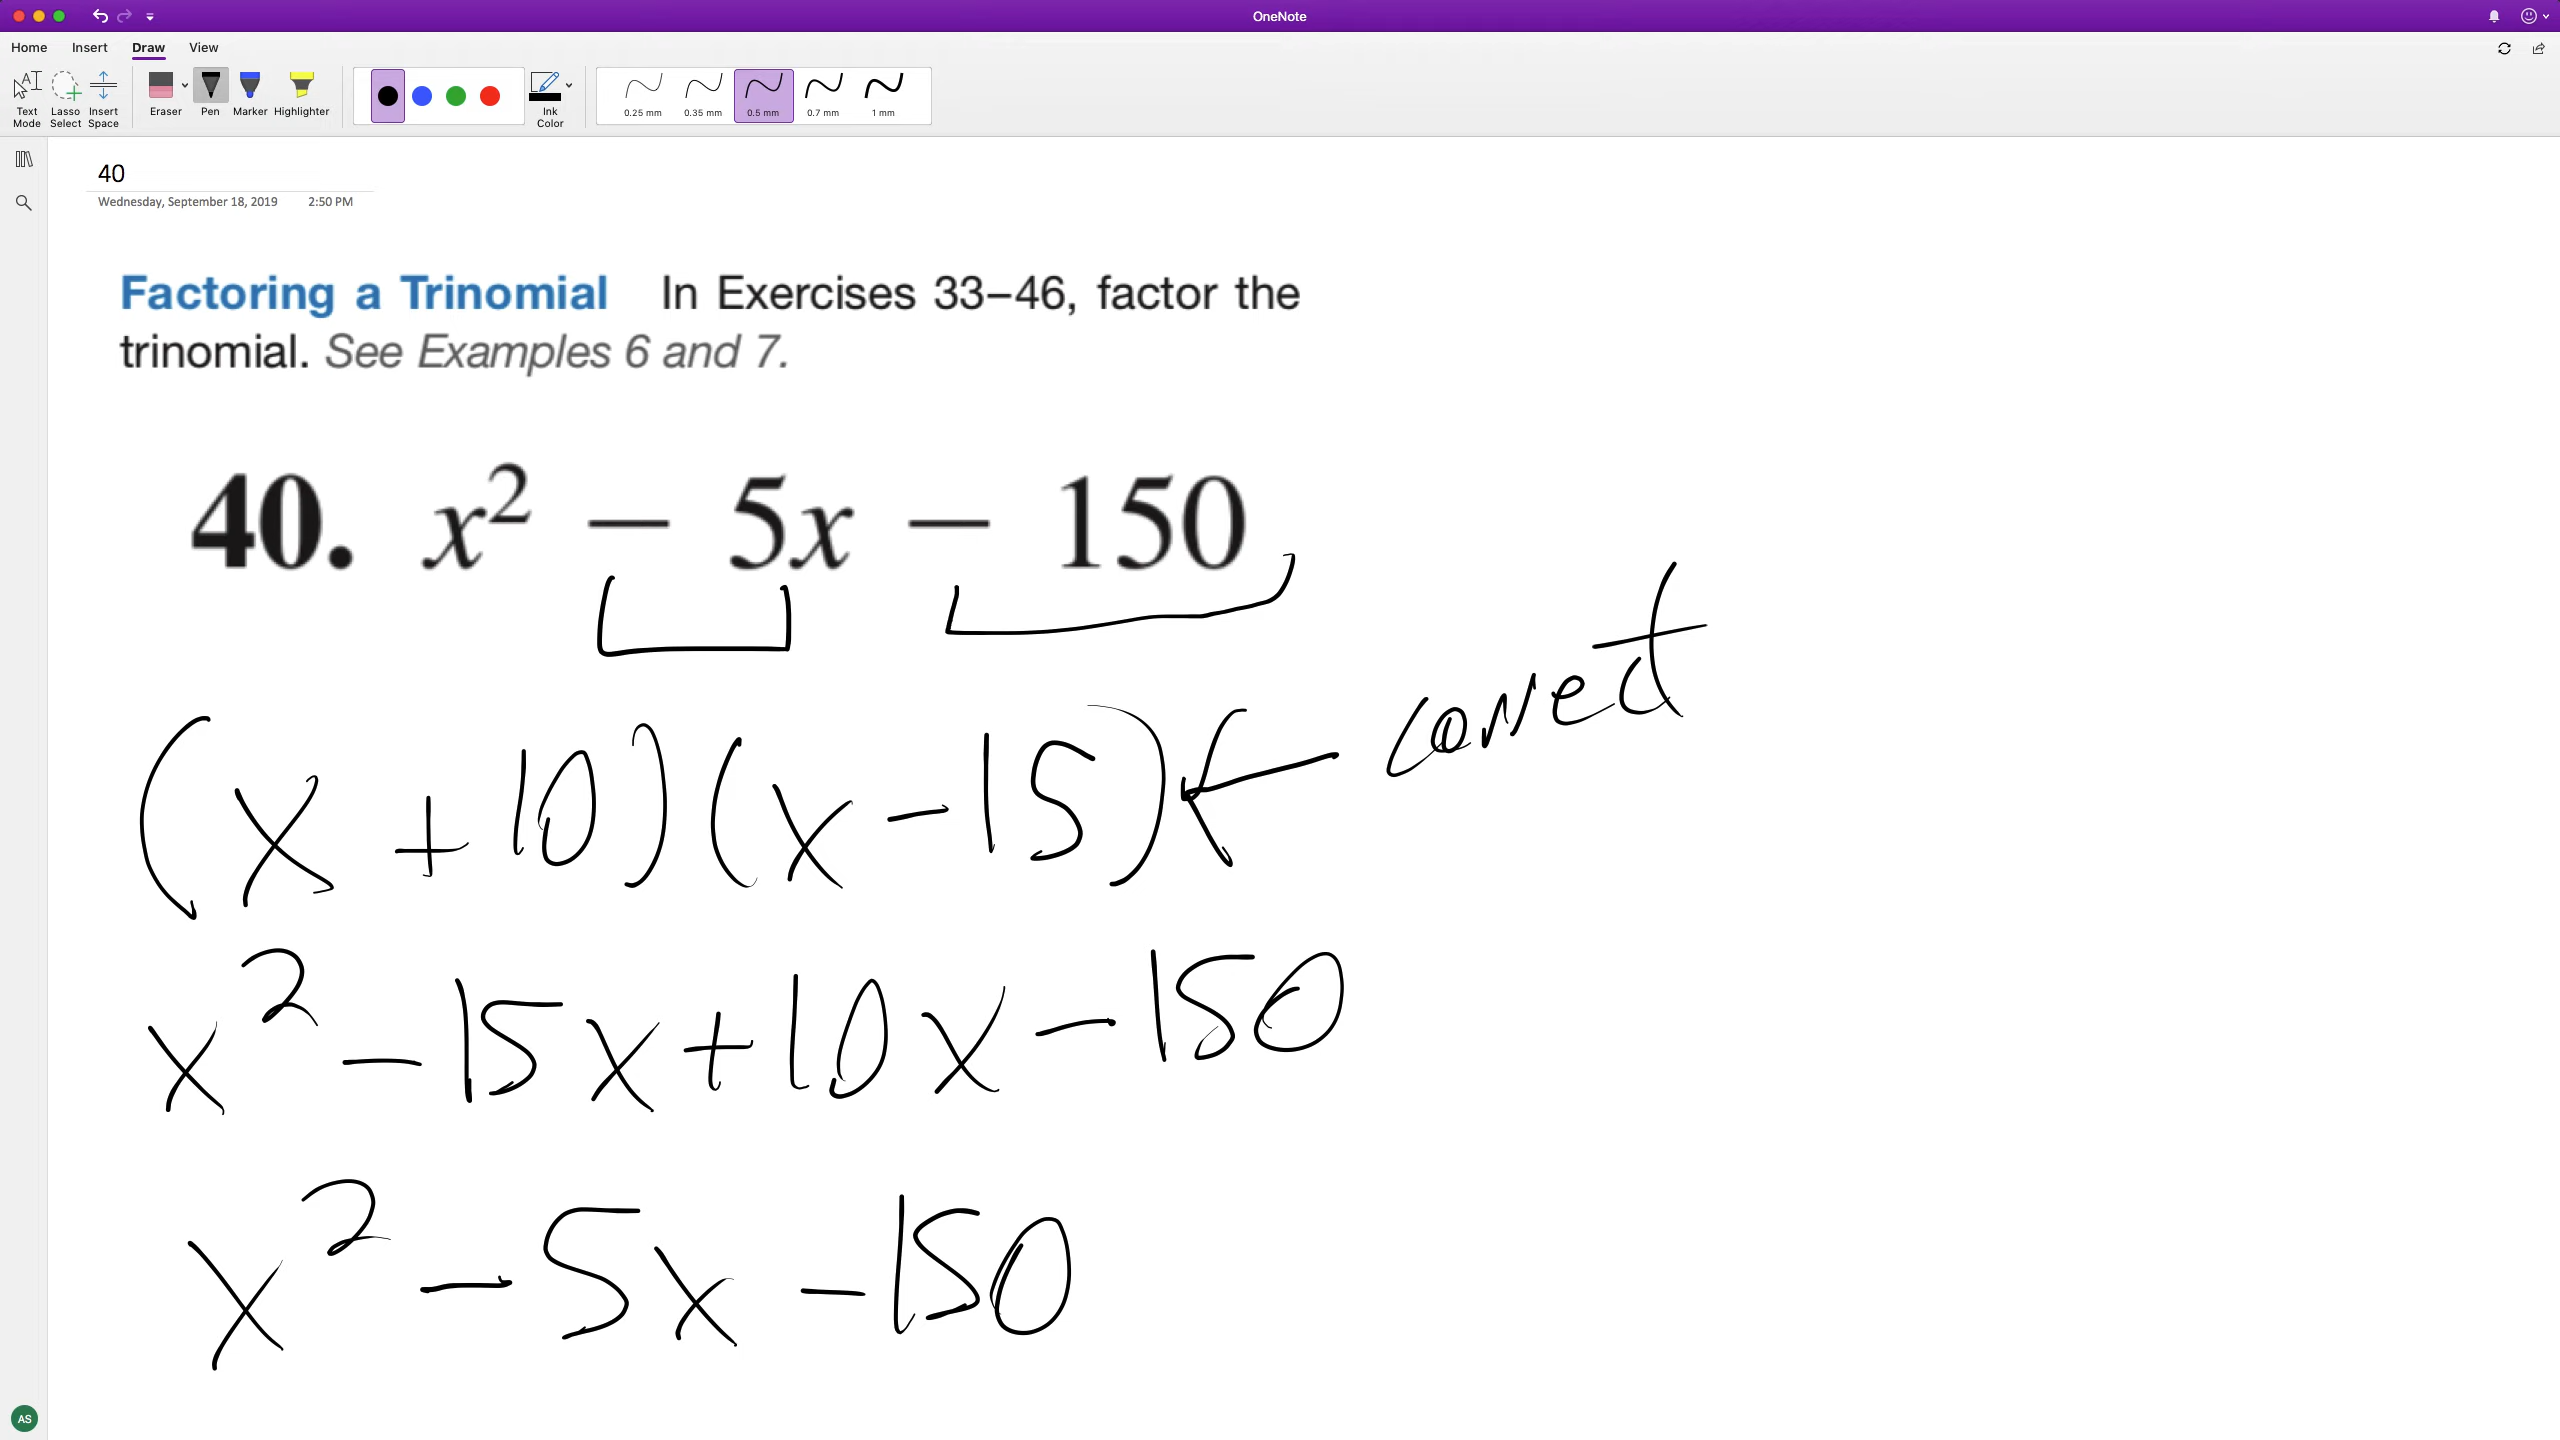 OneNote
Home Insert Draw View
Text Mode Lasso Select Insert Space Eraser Pen Marker Highlighter Ink Color 0.25 mm 0.35 mm 0.5 mm 0.7 mm 1 mm
40
Wednesday, September 18, 2019 2:50 PM
Factoring a Trinomial In Exercises 33–46, factor the
trinomial. See Examples 6 and 7.
40. x² − 5x − 150
correct
(x + 10)(x − 15)
x² − 15x + 10x − 150
x² − 5x − 150
AS